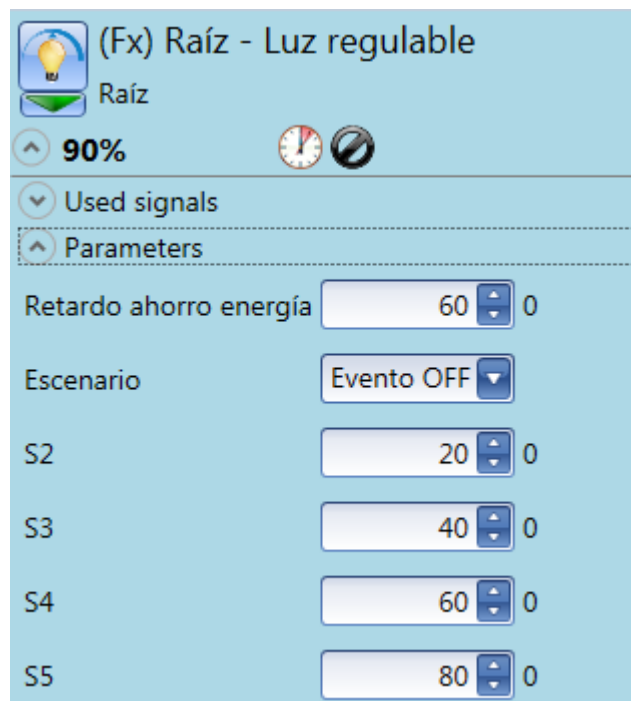 (Fx) Raíz - Luz regulable
Raíz
90%
Used signals
Parameters
Retardo ahorro energía 60 0
Escenario Evento OFF
S2 20 0
S3 40 0
S4 60 0
S5 80 0